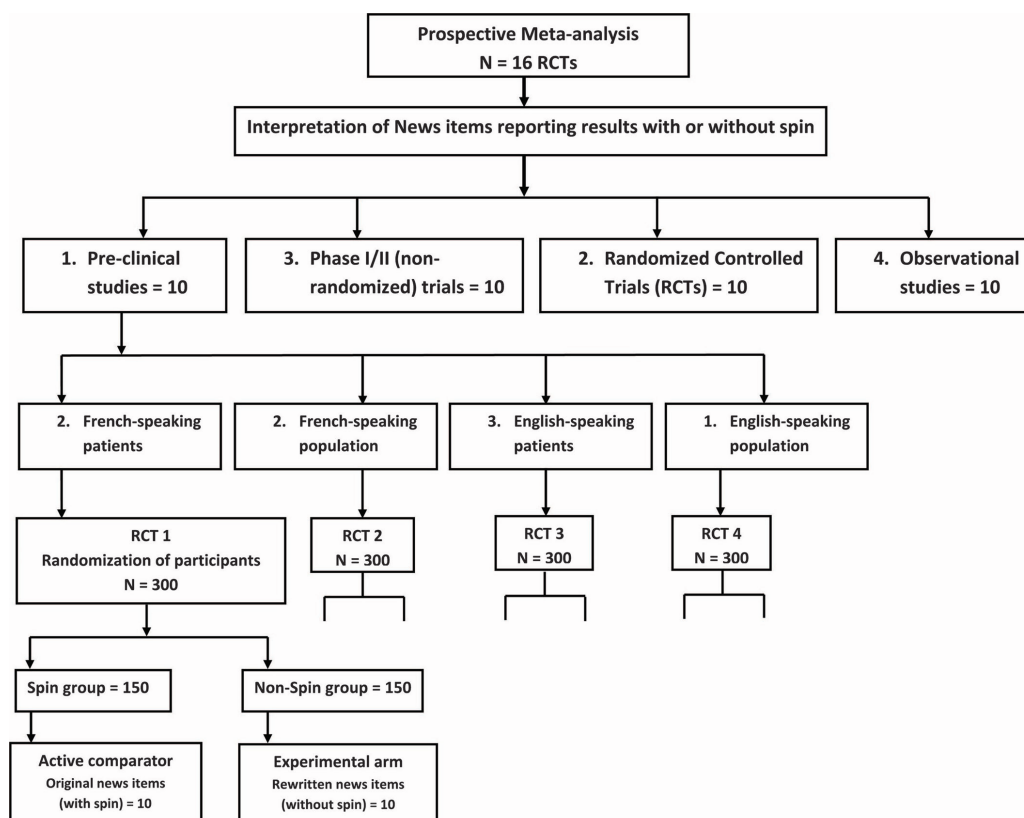 Prospective Meta-analysis
N = 16 RCTs
Interpretation of News items reporting results with or without spin
1. Pre-clinical
studies = 10
3. Phase I/II (non-
randomized) trials = 10
2. Randomized Controlled
Trials (RCTs) = 10
4. Observational
studies = 10
2. French-speaking
patients
2. French-speaking
population
3. English-speaking
patients
1. English-speaking
population
RCT 1
Randomization of participants
N = 300
RCT 2
N = 300
RCT 3
N = 300
RCT 4
N = 300
Spin group = 150
Non-Spin group = 150
Active comparator
Original news items
(with spin) = 10
Experimental arm
Rewritten news items
(without spin) = 10